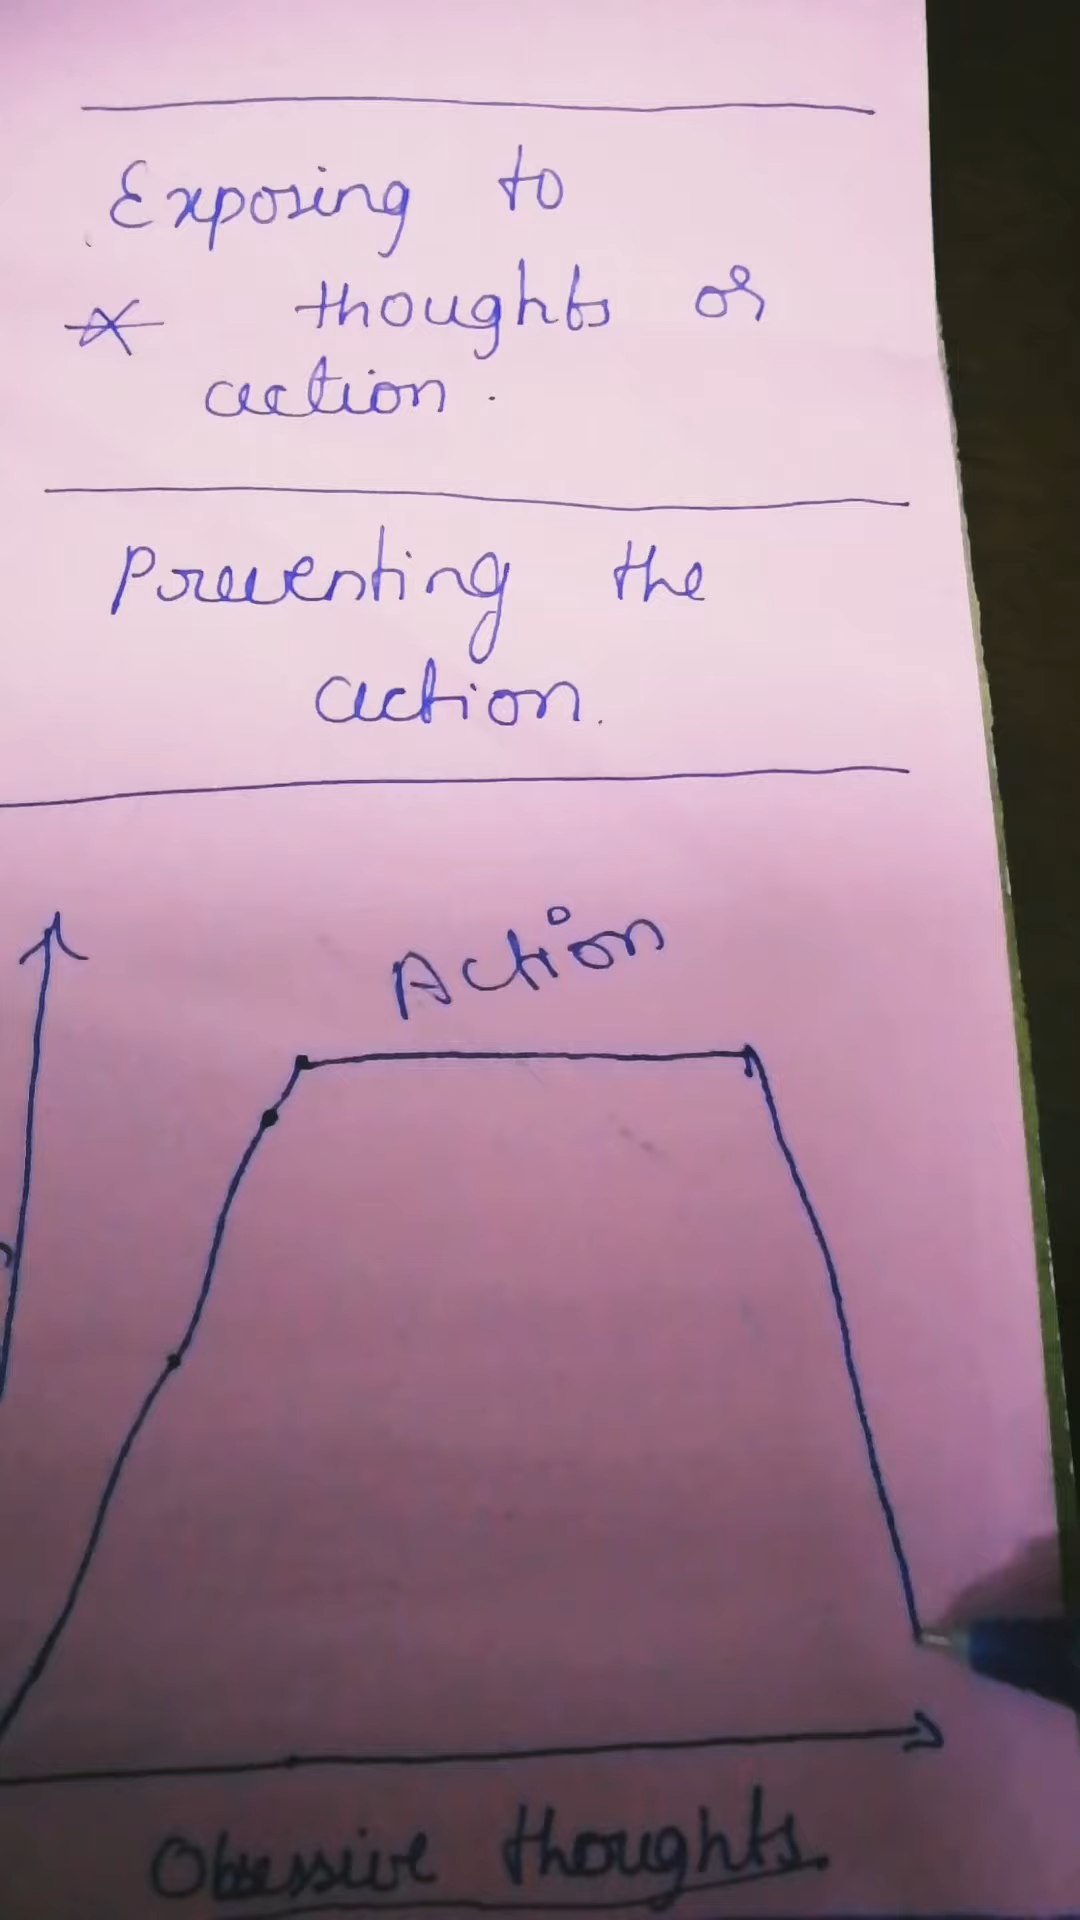 Exposing to
* thoughts or
action.
Preventing the
action.
Action
Obsessive thoughts.